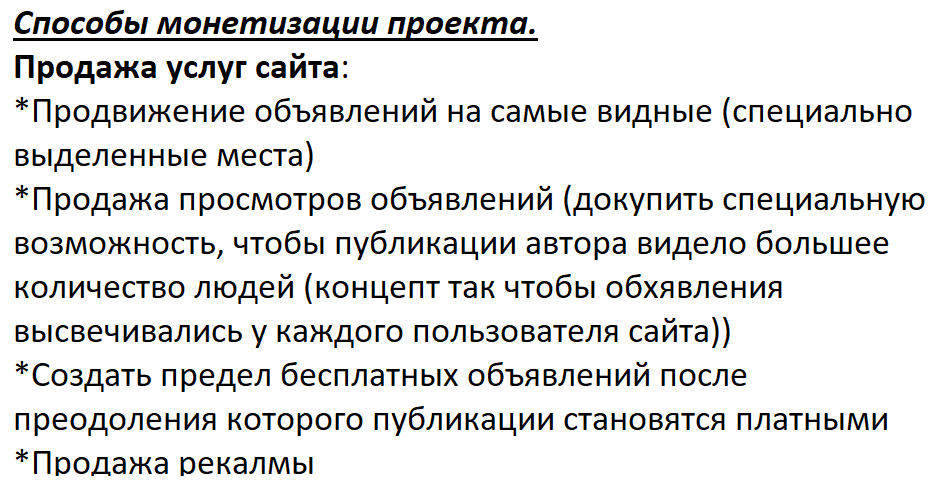 Способы монетизации проекта.
Продажа услуг сайта:
*Продвижение объявлений на самые видные (специально
выделенные места)
*Продажа просмотров объявлений (докупить специальную
возможность, чтобы публикации автора видело большее
количество людей (концепт так чтобы обхявления
высвечивались у каждого пользователя сайта))
*Создать предел бесплатных объявлений после
преодоления которого публикации становятся платными
*Продажа рекалмы